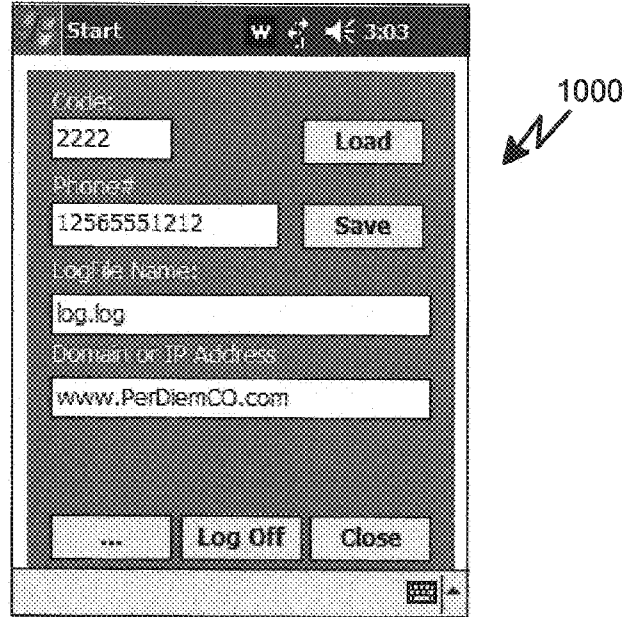 Start W 3:03
1000
Code:
2222 Load
Phone#
12565551212 Save
LogFile Name:
log.log
Domain or IP Address
www.PerDiemCO.com
... Log Off Close